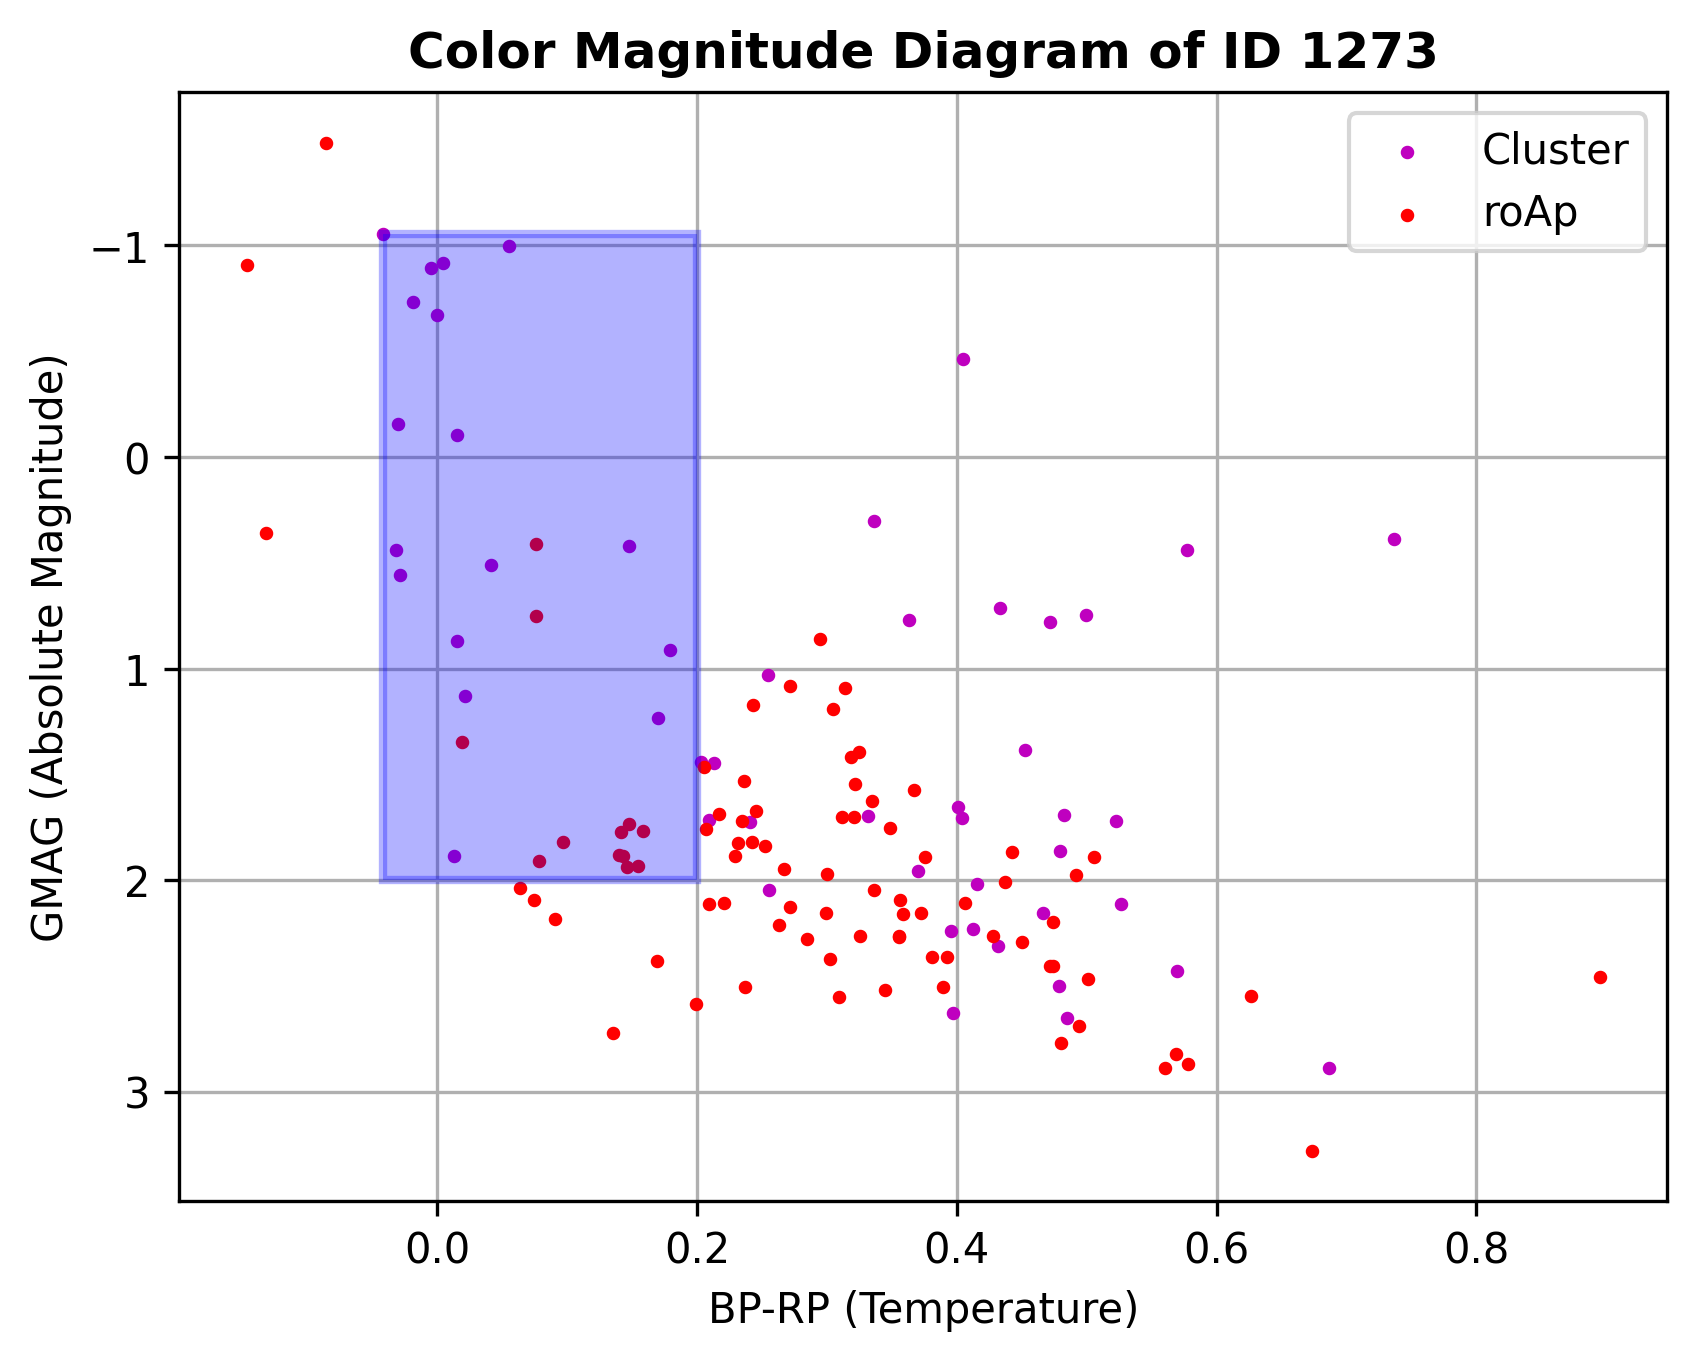 Color Magnitude Diagram of ID 1273
Cluster
roAp
GMAG (Absolute Magnitude)
−1
0
1
2
3
0.0 0.2 0.4 0.6 0.8
BP-RP (Temperature)